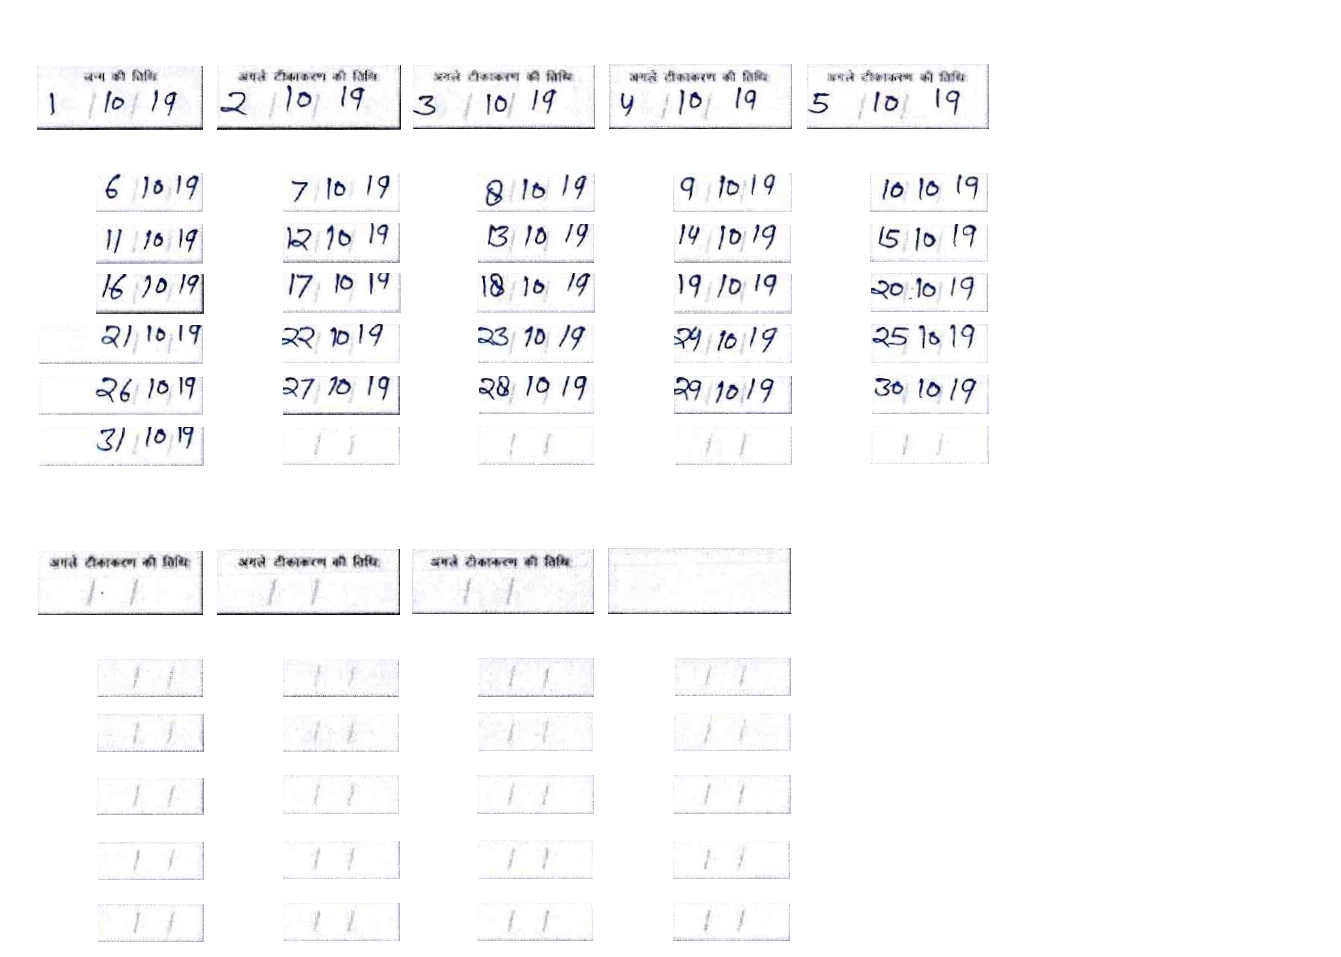 जन्म की तिथि अगले टीकाकरण की तिथि: अगले टीकाकरण की तिथि: अगले टीकाकरण की तिथि: अगले टीकाकरण की तिथि:
1 /10/19 2 /10/ 19 3 /10/ 19 4 /10/ 19 5 /10/ 19
6/10/19 7/10/19 8/10/19 9/10/19 10/10/19
11/10/19 12/10/19 13/10/19 14/10/19 15/10/19
16/10/19 17/10/19 18/10/19 19/10/19 20/10/19
21/10/19 22/10/19 23/10/19 24/10/19 25/10/19
26/10/19 27/10/19 28/10/19 29/10/19 30/10/19
31/10/19 / / / / / / / /
अगले टीकाकरण की तिथि: अगले टीकाकरण की तिथि: अगले टीकाकरण की तिथि:
/ / / / / /
/ / / / / / / /
/ / / / / / / /
/ / / / / / / /
/ / / / / / / /
/ / / / / / / /